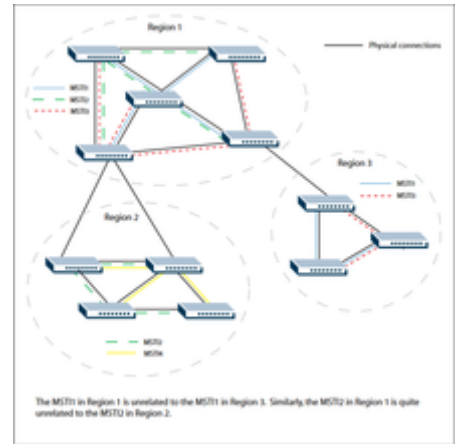 Region 1
Physical connections
MSTI1
MSTI2
MSTI3
Region 3
MSTI1
Region 2
MSTI2
The MSTI1 in Region 1 is unrelated to the MSTI1 in Region 3. Similarly, the MSTI2 in Region 1 is quite
unrelated to the MSTI2 in Region 2.